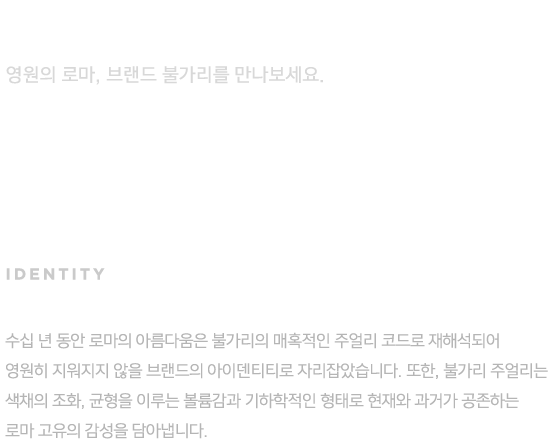 영원의 로마, 브랜드 불가리를 만나보세요.
IDENTITY
수십 년 동안 로마의 아름다움은 불가리의 매혹적인 주얼리 코드로 재해석되어
영원히 지워지지 않을 브랜드의 아이덴티티로 자리잡았습니다. 또한, 불가리 주얼리는
색채의 조화, 균형을 이루는 볼륨감과 기하학적인 형태로 현재와 과거가 공존하는
로마 고유의 감성을 담아냅니다.